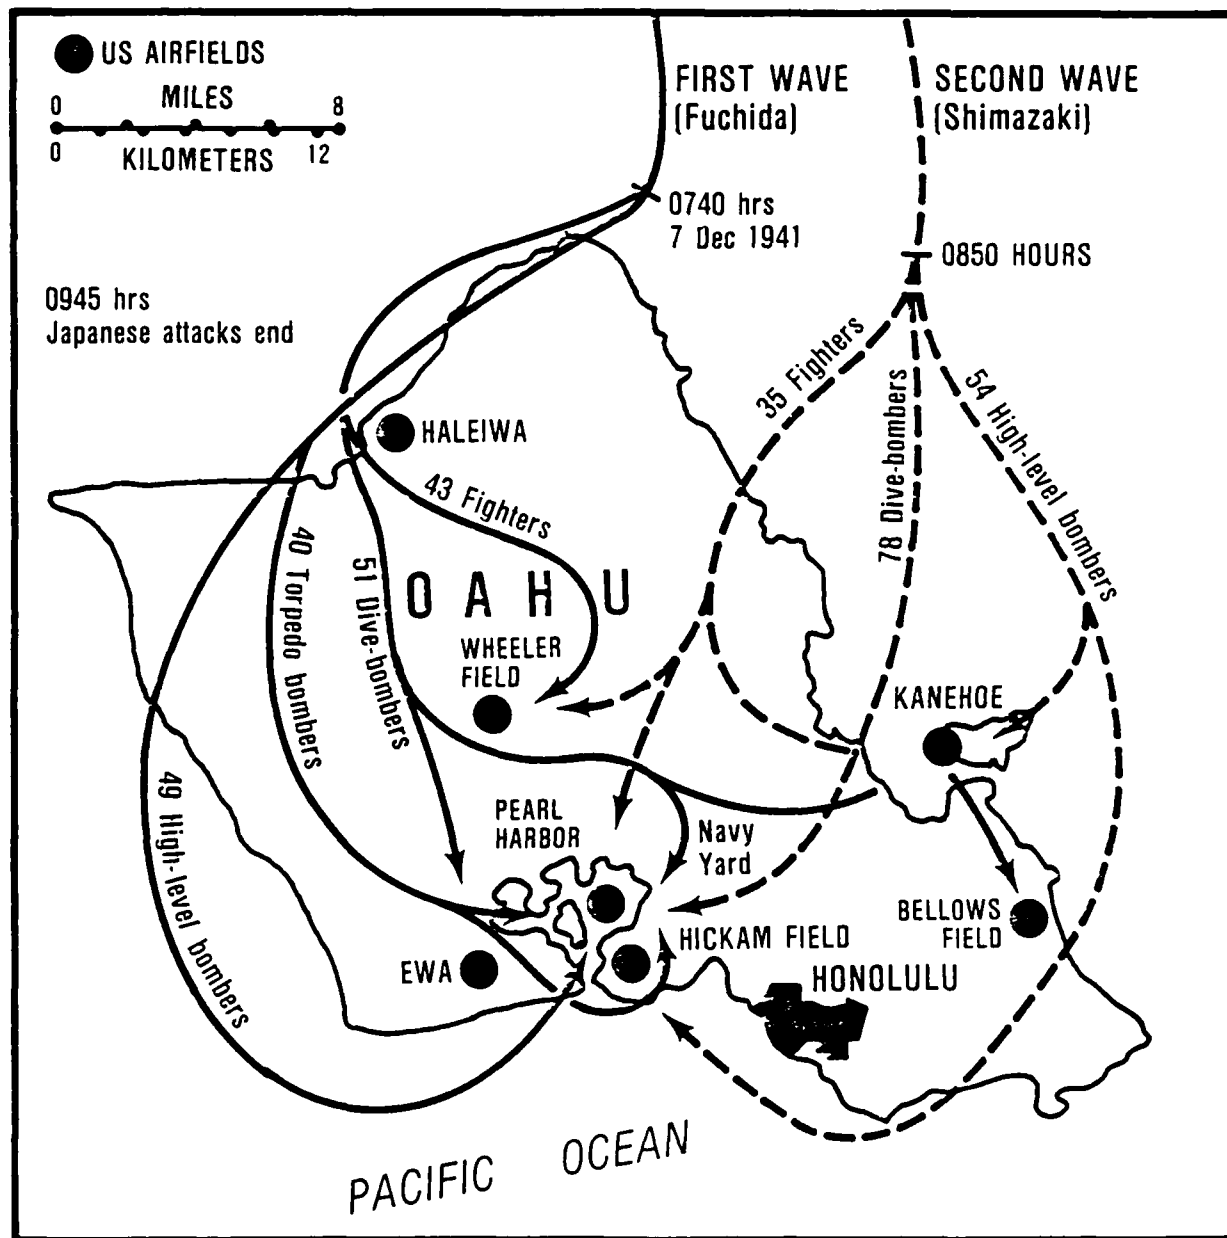 US AIRFIELDS
0 MILES 8
0 KILOMETERS 12
FIRST WAVE
(Fuchida)
SECOND WAVE
(Shimazaki)
0740 hrs
7 Dec 1941
0850 HOURS
0945 hrs
Japanese attacks end
35 Fighters
78 Dive-bombers
54 High-level bombers
HALEIWA
43 Fighters
40 Torpedo bombers
51 Dive-bombers
OAHU
WHEELER
FIELD
KANEHOE
49 High-level bombers
PEARL
HARBOR
Navy
Yard
BELLOWS
FIELD
EWA
HICKAM FIELD
HONOLULU
PACIFIC OCEAN